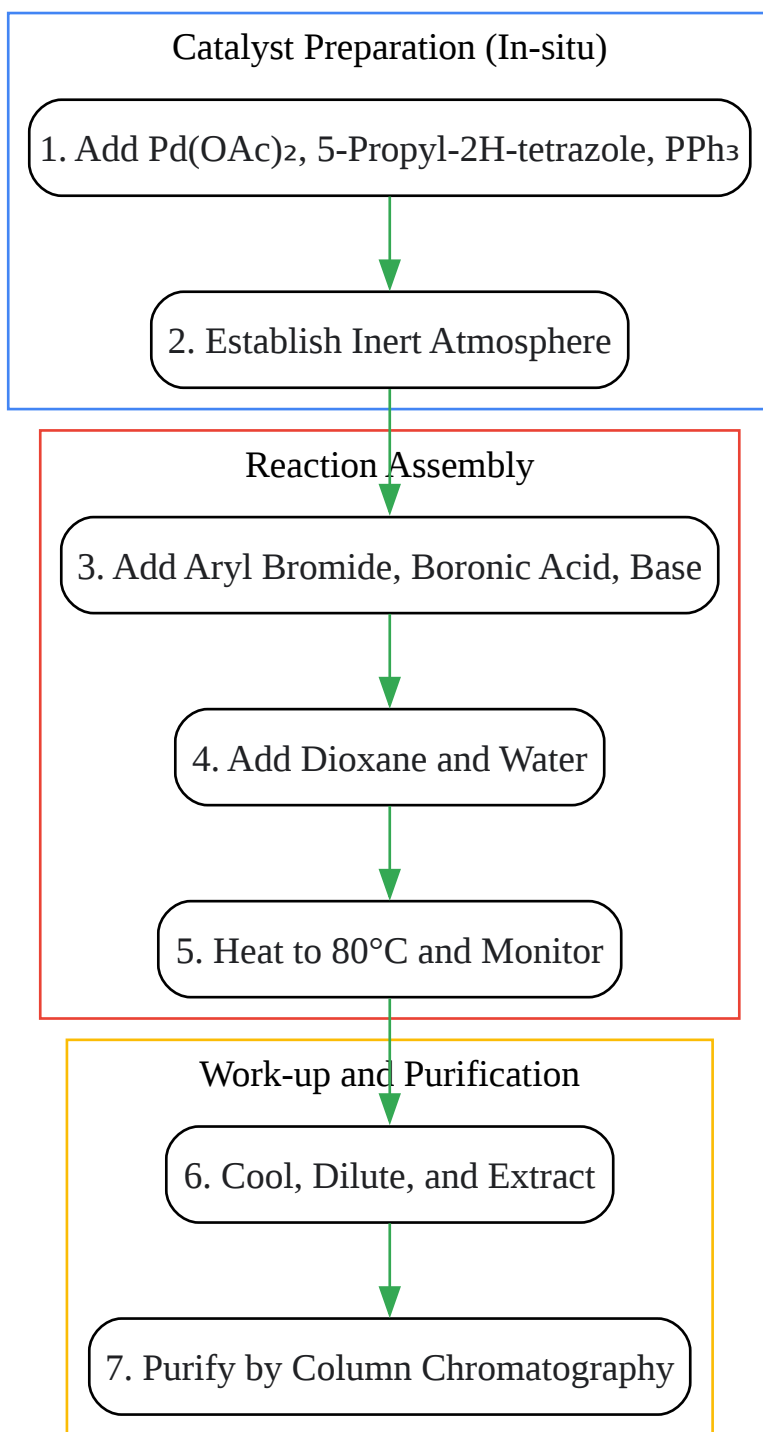 Catalyst Preparation (In-situ)
1. Add Pd(OAc)₂, 5-Propyl-2H-tetrazole, PPh₃
2. Establish Inert Atmosphere
Reaction Assembly
3. Add Aryl Bromide, Boronic Acid, Base
4. Add Dioxane and Water
5. Heat to 80°C and Monitor
Work-up and Purification
6. Cool, Dilute, and Extract
7. Purify by Column Chromatography